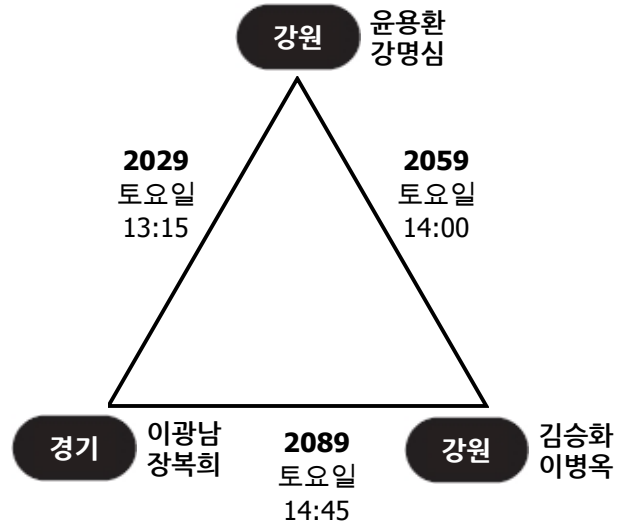 강원
윤용환
강명심
2029
토요일
13:15
2059
토요일
14:00
경기
이광남
장복희
2089
토요일
14:45
강원
김승화
이병옥